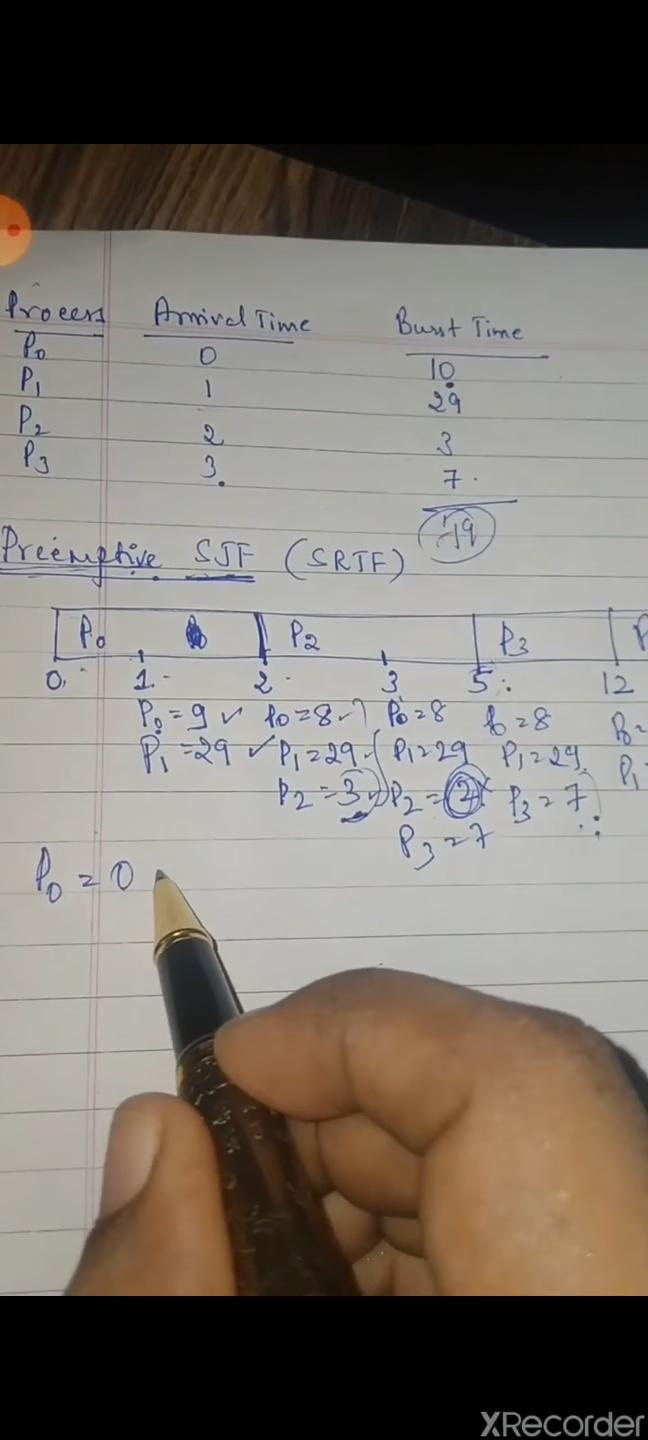 Process Arrival Time Burst Time
P0 0 10
P1 1 29
P2 2 3
P3 3 7
49
Preemptive SJF (SRTF)
P0 P2 P3 P
0 1 2 3 5 12
P0=9 P0=8 P0=8 P0=8 P0=
P1=29 P1=29 P1=29 P1=29 P1
P2=3 P2=2 P3=7
P3=7
P0=0
XRecorder